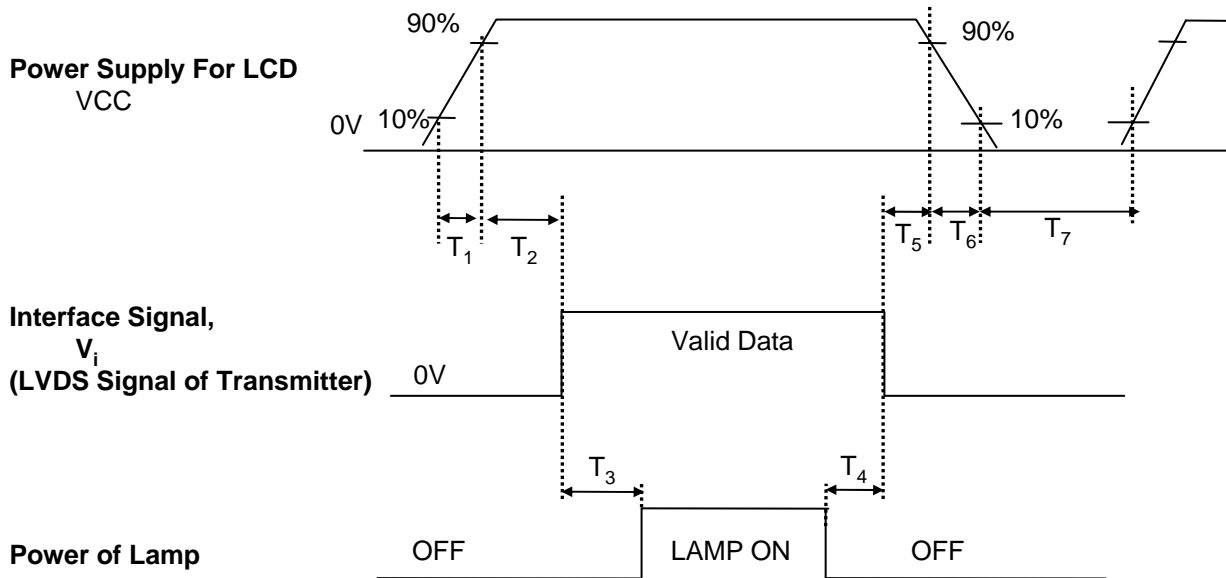 90%
90%
Power Supply For LCD
VCC
0V
10%
10%
T1
T2
T5
T6
T7
Interface Signal,
Vi
(LVDS Signal of Transmitter)
0V
Valid Data
T3
T4
Power of Lamp
OFF
LAMP ON
OFF